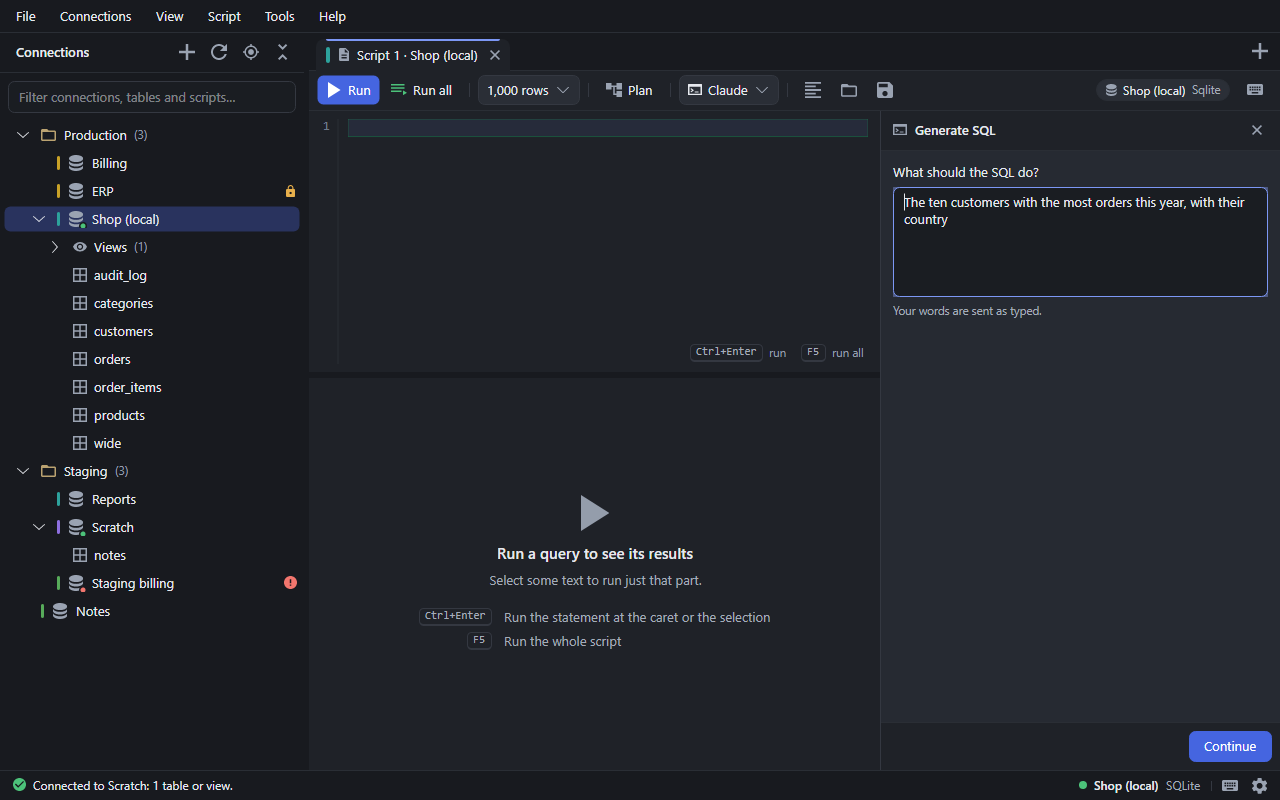 File Connections View Script Tools Help
Connections
Script 1 · Shop (local)
Run Run all 1,000 rows Plan Claude Shop (local) Sqlite
Filter connections, tables and scripts...
Production (3)
Billing
ERP
Shop (local)
Views (1)
audit_log
categories
customers
orders
order_items
products
wide
Staging (3)
Reports
Scratch
notes
Staging billing
Notes
1
Ctrl+Enter run F5 run all
Run a query to see its results
Select some text to run just that part.
Ctrl+Enter Run the statement at the caret or the selection
F5 Run the whole script
Generate SQL
What should the SQL do?
The ten customers with the most orders this year, with their
country
Your words are sent as typed.
Continue
Connected to Scratch: 1 table or view.
Shop (local) SQLite